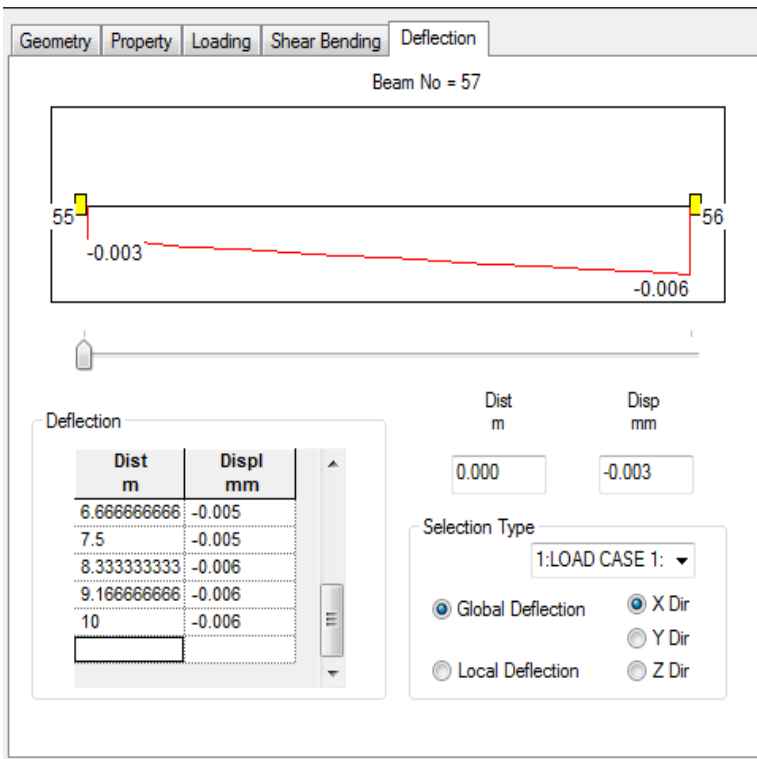 Geometry Property Loading Shear Bending Deflection
Beam No = 57
55 56
-0.003
-0.006
Dist Disp
m mm
0.000 -0.003
Deflection
Dist Displ
m mm
6.666666666 -0.005
7.5 -0.005
8.333333333 -0.006
9.166666666 -0.006
10 -0.006
Selection Type
1:LOAD CASE 1:
Global Deflection X Dir
Y Dir
Local Deflection Z Dir